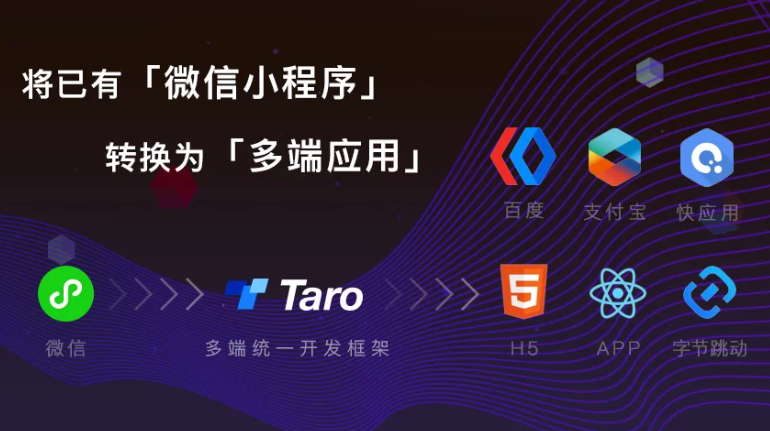 将已有「微信小程序」
转换为「多端应用」
百度
支付宝
快应用
Taro
微信
多端统一开发框架
H5
APP
字节跳动
5